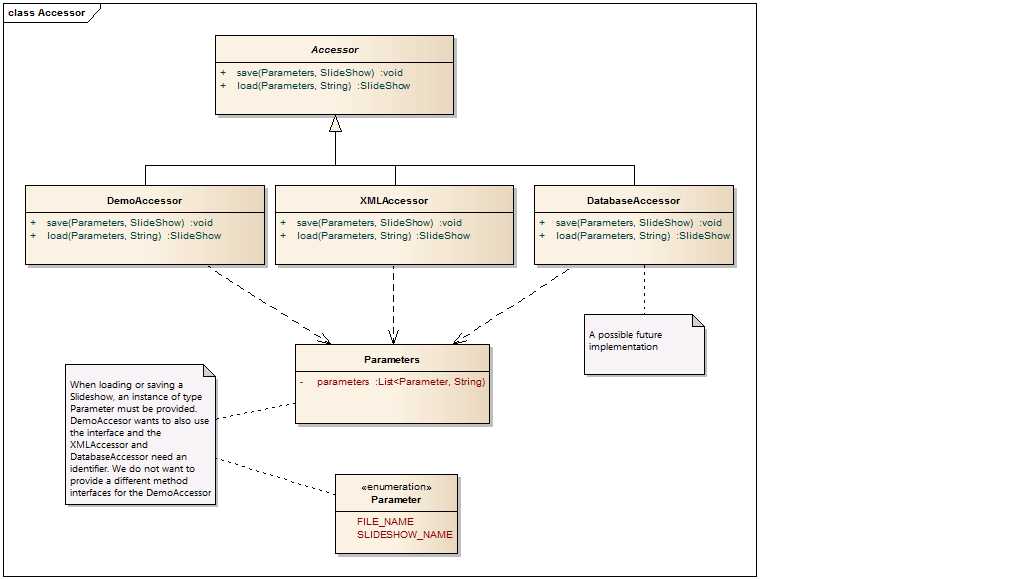 class Accessor
Accessor
+ save(Parameters, SlideShow) :void
+ load(Parameters, String) :SlideShow
DemoAccessor
+ save(Parameters, SlideShow) :void
+ load(Parameters, String) :SlideShow
XMLAccessor
+ save(Parameters, SlideShow) :void
+ load(Parameters, String) :SlideShow
DatabaseAccessor
+ save(Parameters, SlideShow) :void
+ load(Parameters, String) :SlideShow
A possible future
implementation
Parameters
- parameters :List<Parameter, String)
When loading or saving a
Slideshow, an instance of type
Parameter must be provided.
DemoAccesor wants to also use
the interface and the
XMLAccessor and
DatabaseAccessor need an
identifier. We do not want to
provide a different method
interfaces for the DemoAccessor
«enumeration»
Parameter
FILE_NAME
SLIDESHOW_NAME